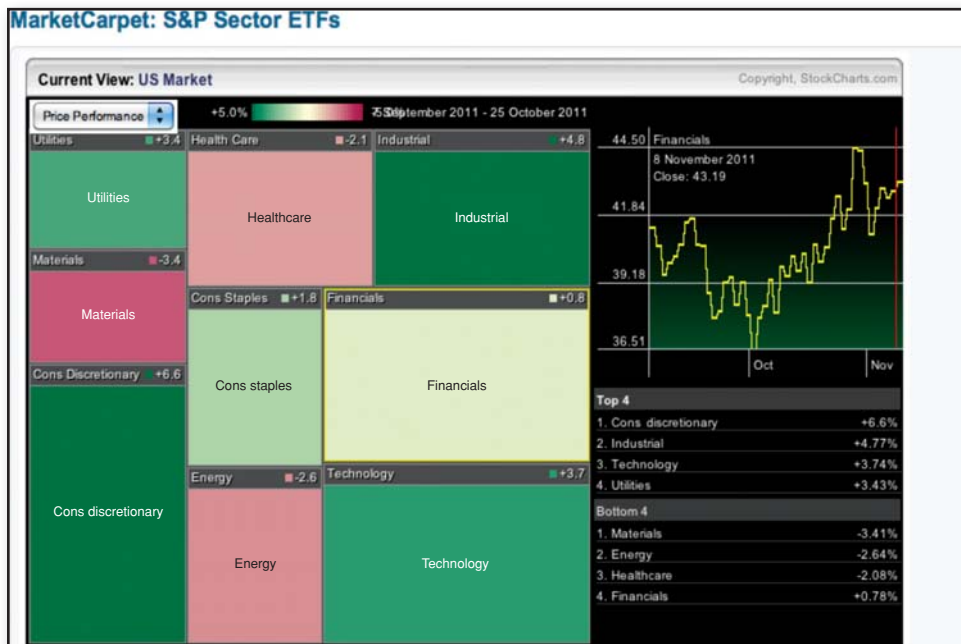 MarketCarpet: S&P Sector ETFs
Current View: US Market
Copyright, StockCharts.com
Price Performance
+5.0%
September 2011 - 25 October 2011
Utilities +3.4
Health Care -2.1
Industrial +4.8
Utilities
Healthcare
Industrial
Materials -3.4
Materials
Cons Staples +1.8
Financials +0.8
Cons staples
Financials
Cons Discretionary +6.6
Cons discretionary
Energy -2.6
Technology +3.7
Energy
Technology
44.50 Financials
8 November 2011
Close: 43.19
41.84
39.18
36.51
Oct
Nov
Top 4
1. Cons discretionary +6.6%
2. Industrial +4.77%
3. Technology +3.74%
4. Utilities +3.43%
Bottom 4
1. Materials -3.41%
2. Energy -2.64%
3. Healthcare -2.08%
4. Financials +0.78%